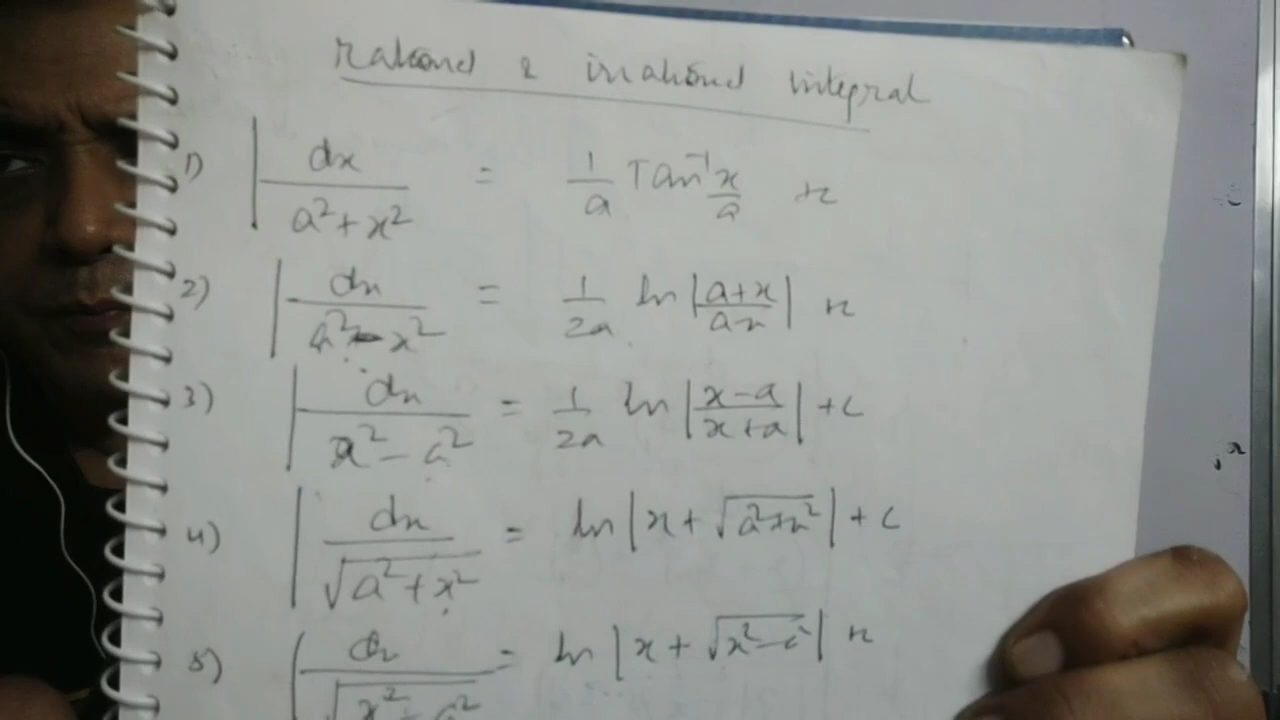 rational & irrational integral
1) ∫ dx / (a² + x²) = 1/a Tan⁻¹ x/a + c
2) ∫ dx / (a² - x²) = 1/2a ln |a+x / a-x| + c
3) ∫ dx / (x² - a²) = 1/2a ln |x-a / x+a| + c
4) ∫ dx / √(a² + x²) = ln |x + √(a²+x²)| + c
5) ∫ dx / √(x² - a²) = ln |x + √(x²-a²)| + c